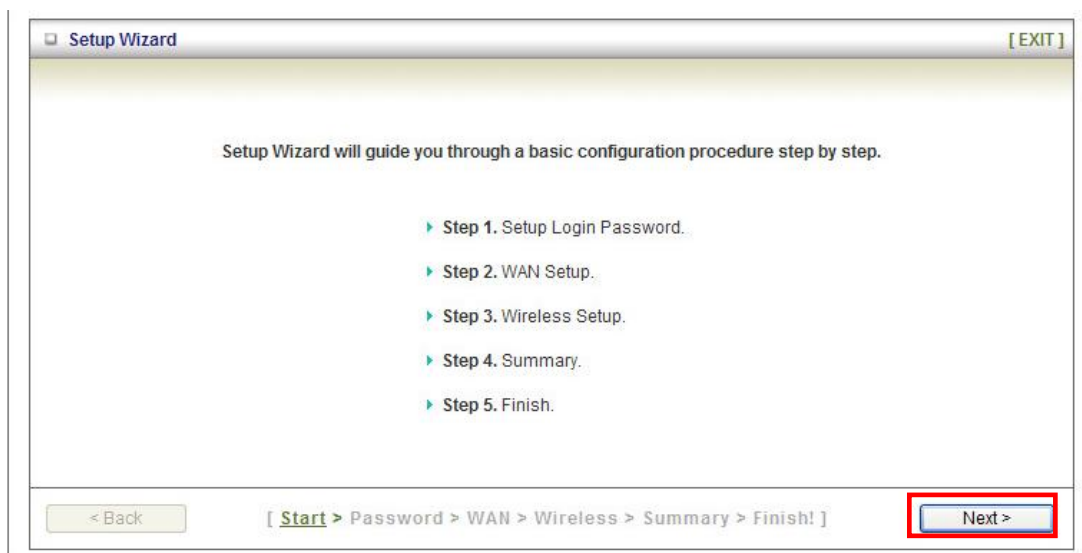 Setup Wizard [ EXIT ]
Setup Wizard will guide you through a basic configuration procedure step by step.
Step 1. Setup Login Password.
Step 2. WAN Setup.
Step 3. Wireless Setup.
Step 4. Summary.
Step 5. Finish.
< Back [ Start > Password > WAN > Wireless > Summary > Finish! ] Next >